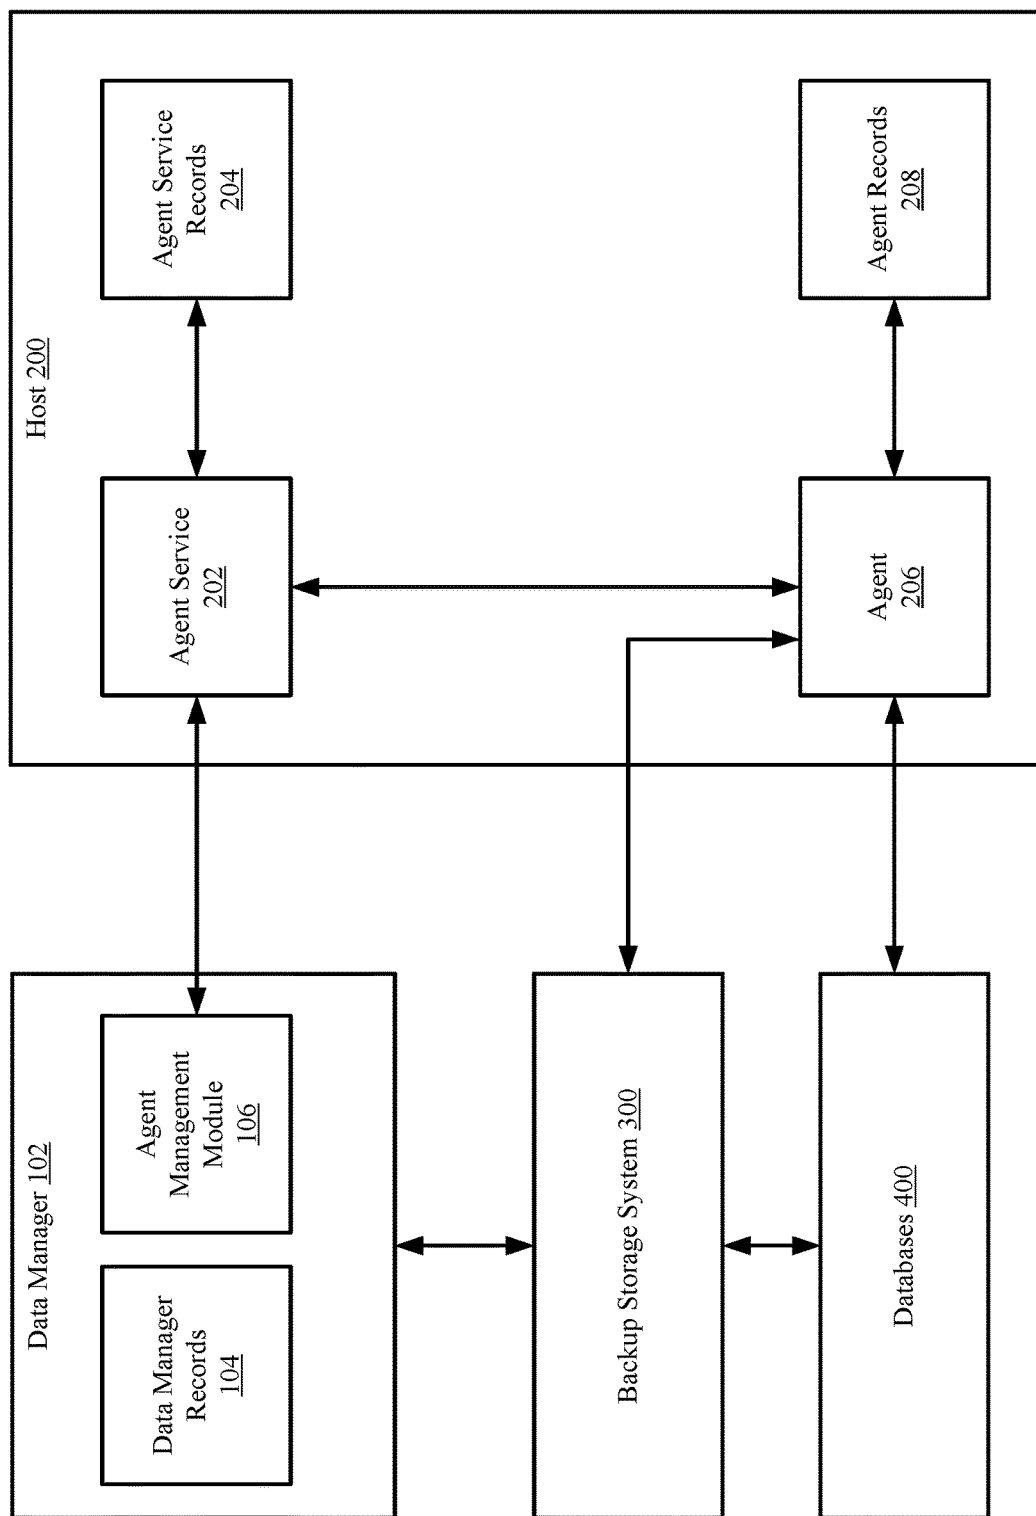 Data Manager 102
Data Manager
Records
104
Agent
Management
Module
106
Backup Storage System 300
Databases 400
Host 200
Agent Service
202
Agent Service
Records
204
Agent
206
Agent Records
208